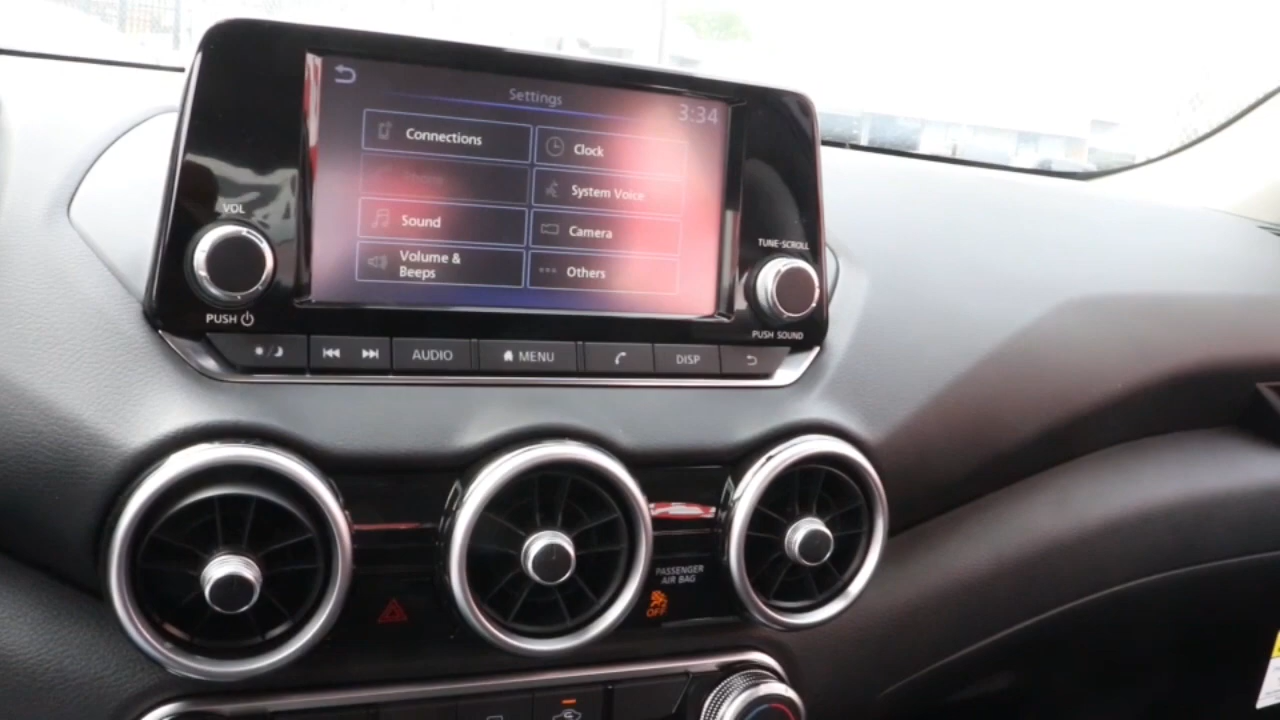 Settings
3:34
Connections
Clock
System Voice
Sound
Camera
Volume &
Beeps
Others
VOL
PUSH
TUNE·SCROLL
PUSH SOUND
AUDIO
MENU
DISP
PASSENGER
AIR BAG
OFF